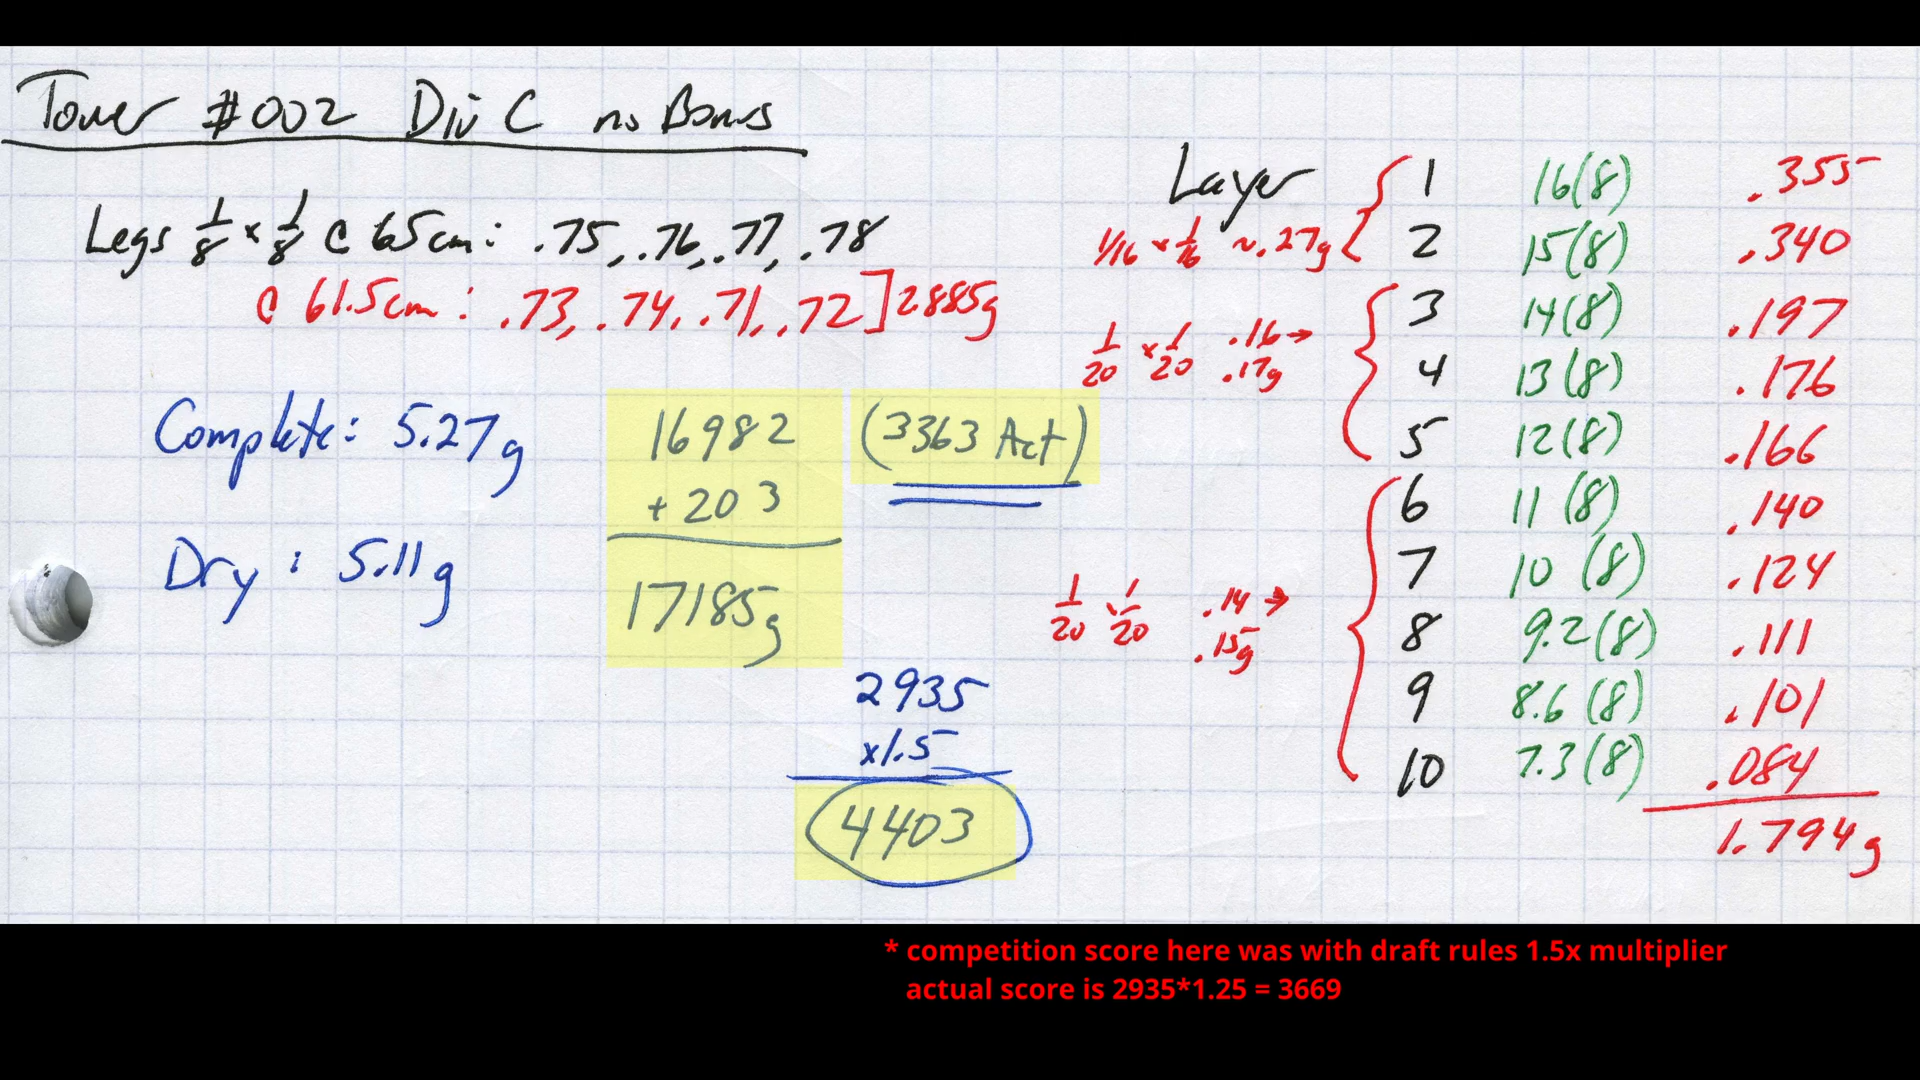 Tower #002 Div C no Bonus
Legs 1/8 x 1/8 @ 65cm: .75, .76, .77, .78
@ 61.5cm: .73, .74, .71, .72 ] 2885g
Complete: 5.27g
Dry: 5.11g
16982
+ 203
17185g
(3363 Act)
2935
x1.5
4403
Layer
1/16 x 1/16 ~.27g
1/20 x 1/20 .16→
.17g
1/20 x 1/20 .14→
.15g
1 16(8) .355
2 15(8) .340
3 14(8) .197
4 13(8) .176
5 12(8) .166
6 11(8) .140
7 10(8) .124
8 9.2(8) .111
9 8.6(8) .101
10 7.3(8) .084
1.794g
* competition score here was with draft rules 1.5x multiplier
actual score is 2935*1.25 = 3669